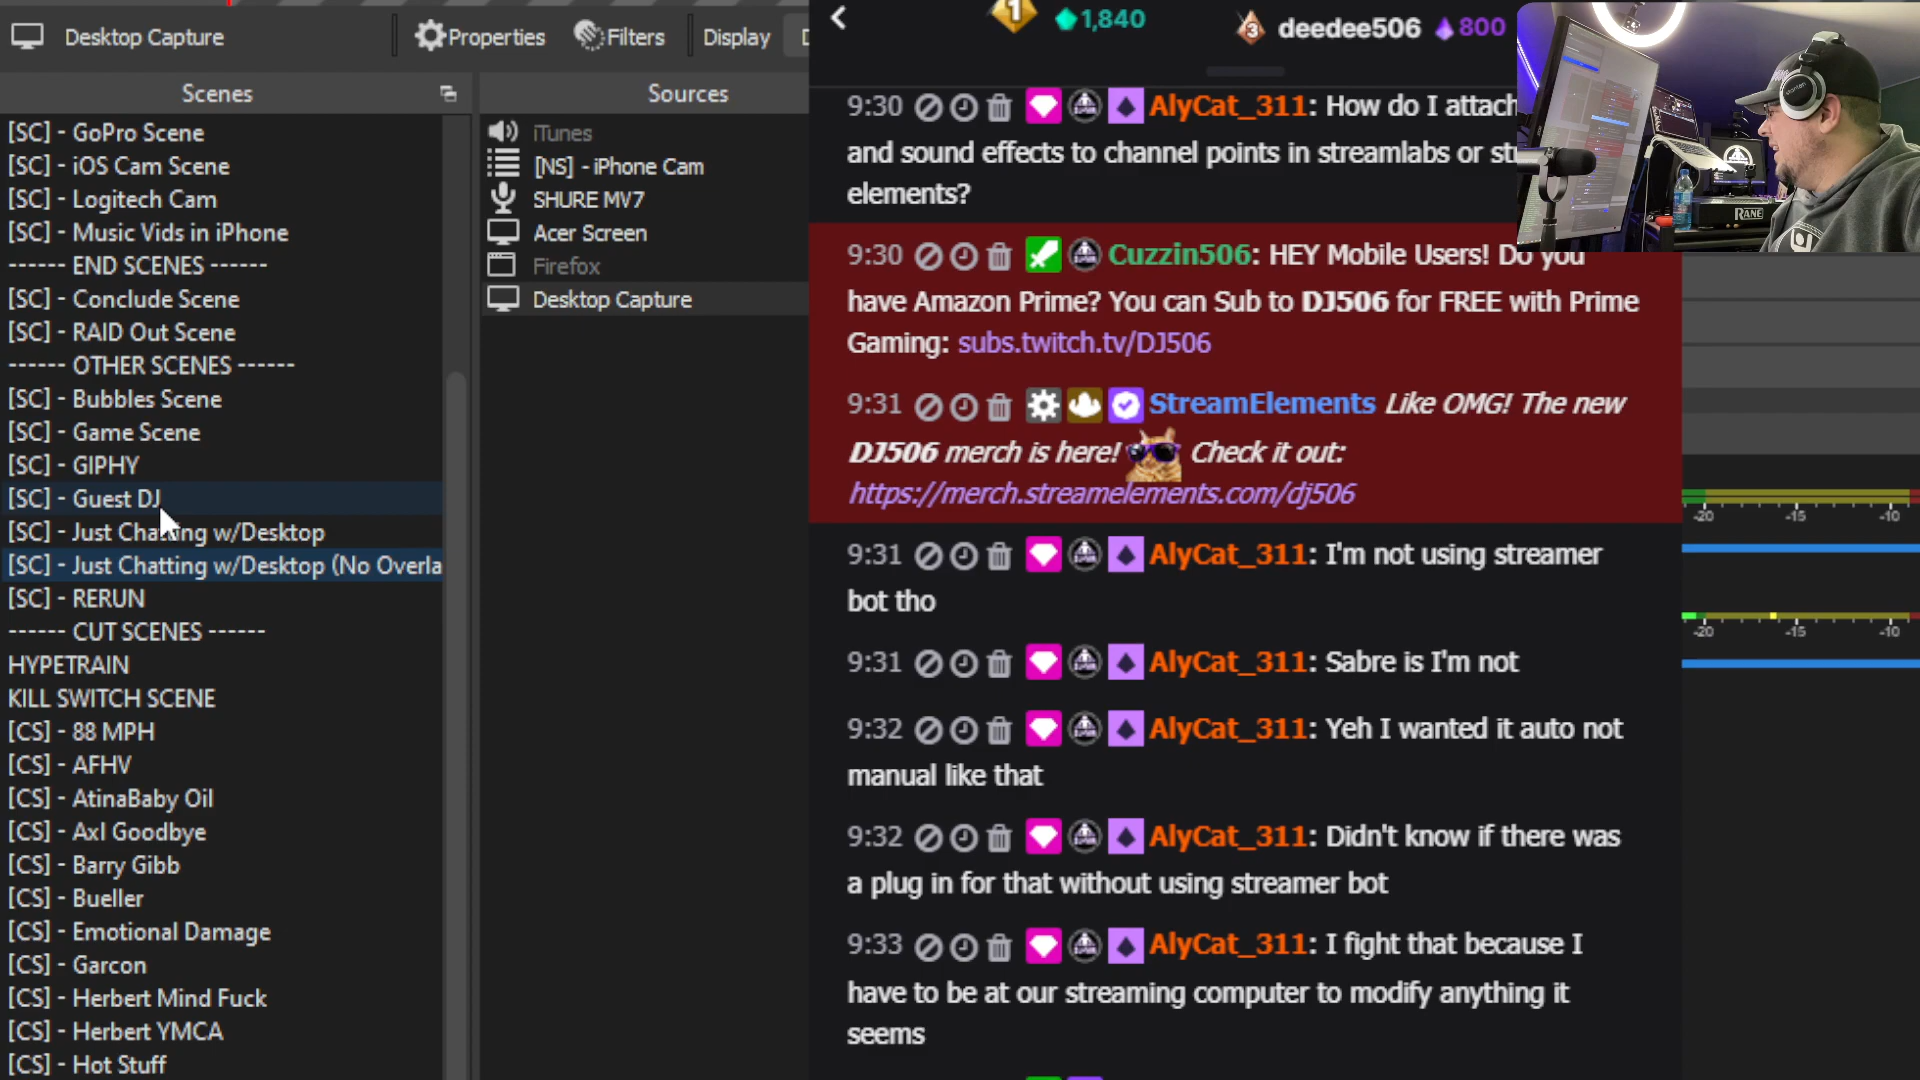 Desktop Capture
Properties
Filters
Display
Scenes
[SC] - GoPro Scene
[SC] - iOS Cam Scene
[SC] - Logitech Cam
[SC] - Music Vids in iPhone
------ END SCENES ------
[SC] - Conclude Scene
[SC] - RAID Out Scene
------ OTHER SCENES ------
[SC] - Bubbles Scene
[SC] - Game Scene
[SC] - GIPHY
[SC] - Guest DJ
[SC] - Just Chatting w/Desktop
[SC] - Just Chatting w/Desktop (No Overla
[SC] - RERUN
------ CUT SCENES ------
HYPETRAIN
KILL SWITCH SCENE
[CS] - 88 MPH
[CS] - AFHV
[CS] - AtinaBaby Oil
[CS] - Axl Goodbye
[CS] - Barry Gibb
[CS] - Bueller
[CS] - Emotional Damage
[CS] - Garcon
[CS] - Herbert Mind Fuck
[CS] - Herbert YMCA
[CS] - Hot Stuff
Sources
iTunes
[NS] - iPhone Cam
SHURE MV7
Acer Screen
Firefox
Desktop Capture
1 1,840
3 deedee506 800
9:30 AlyCat_311: How do I attach
and sound effects to channel points in streamlabs or
elements?
9:30 Cuzzin506: HEY Mobile Users! Do you
have Amazon Prime? You can Sub to DJ506 for FREE with Prime
Gaming: subs.twitch.tv/DJ506
9:31 StreamElements Like OMG! The new
DJ506 merch is here! Check it out:
https://merch.streamelements.com/dj506
9:31 AlyCat_311: I'm not using streamer
bot tho
9:31 AlyCat_311: Sabre is I'm not
9:32 AlyCat_311: Yeh I wanted it auto not
manual like that
9:32 AlyCat_311: Didn't know if there was
a plug in for that without using streamer bot
9:33 AlyCat_311: I fight that because I
have to be at our streaming computer to modify anything it
seems
RANE
-20 -15 -10
-20 -15 -10